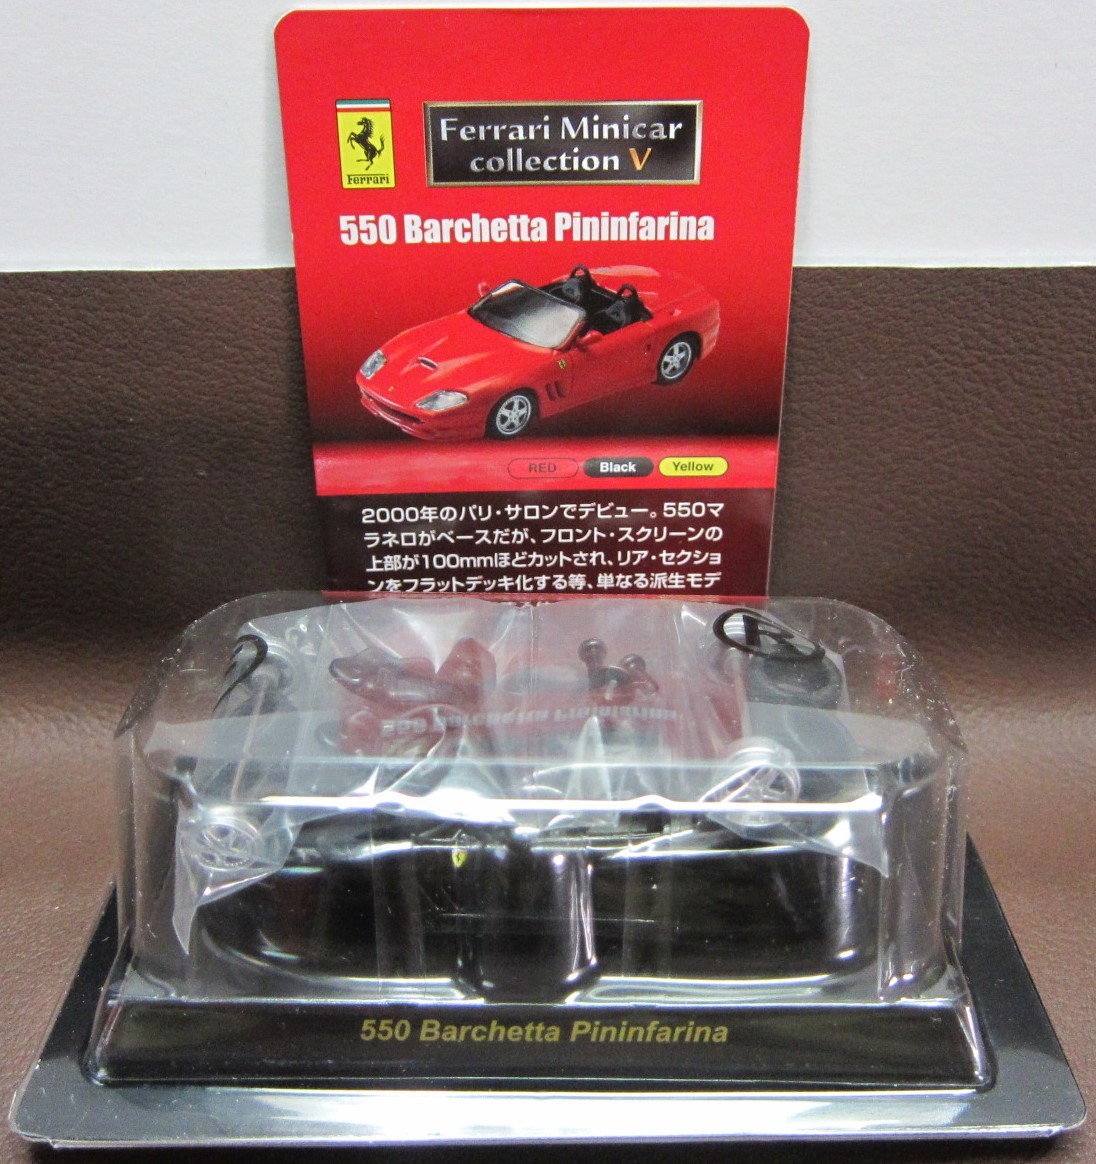 Ferrari
Ferrari Minicar
collection V
550 Barchetta Pininfarina
RED Black Yellow
2000年のパリ・サロンでデビュー。550マ
ラネロがベースだが、フロント・スクリーンの
上部が100mmほどカットされ、リア・セクショ
ンをフラットデッキ化する等、単なる派生モデ
R
550 Barchetta Pininfarina
550 Barchetta Pininfarina